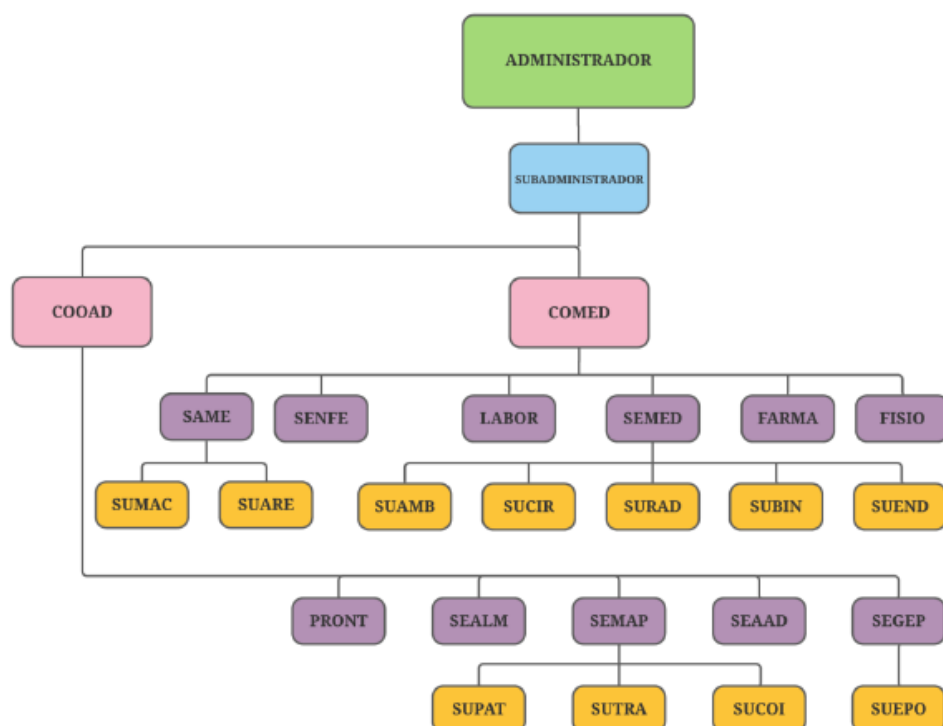 ADMINISTRADOR
SUBADMINISTRADOR
COOAD
COMED
SAME
SENFE
LABOR
SEMED
FARMA
FISIO
SUMAC
SUARE
SUAMB
SUCIR
SURAD
SUBIN
SUEND
PRONT
SEALM
SEMAP
SEAAD
SEGEP
SUPAT
SUTRA
SUCOI
SUEPO